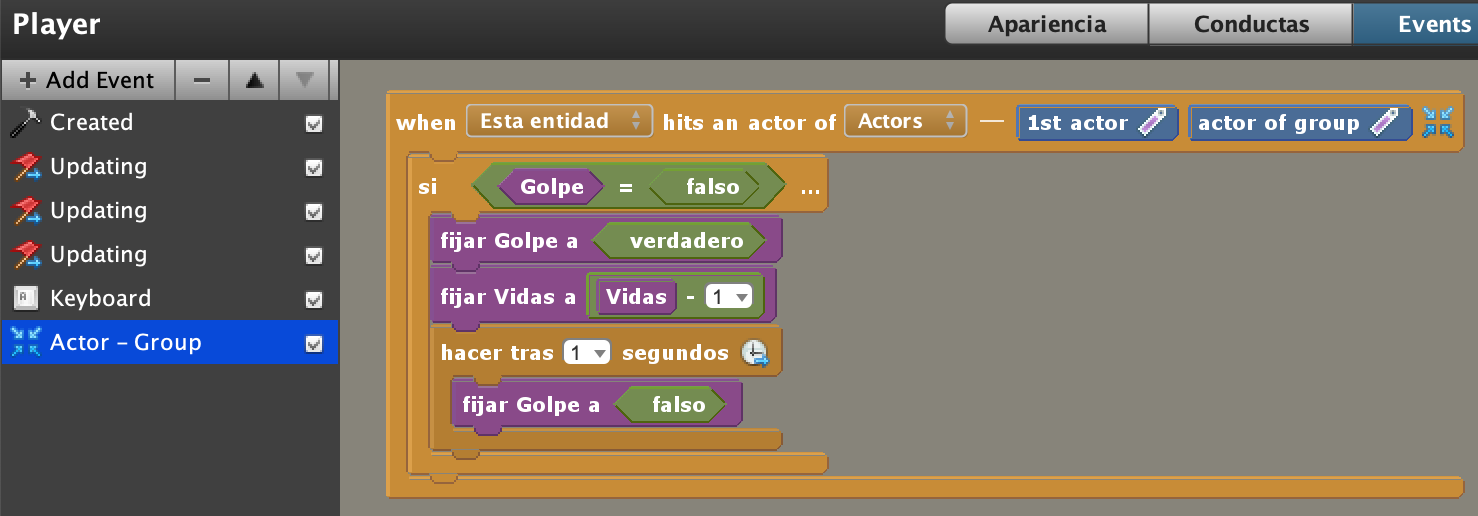 Player
Apariencia
Conductas
Events
+ Add Event
Created
Updating
Updating
Updating
Keyboard
Actor – Group
when Esta entidad hits an actor of Actors — 1st actor actor of group
si Golpe = falso ...
fijar Golpe a verdadero
fijar Vidas a Vidas - 1
hacer tras 1 segundos
fijar Golpe a falso